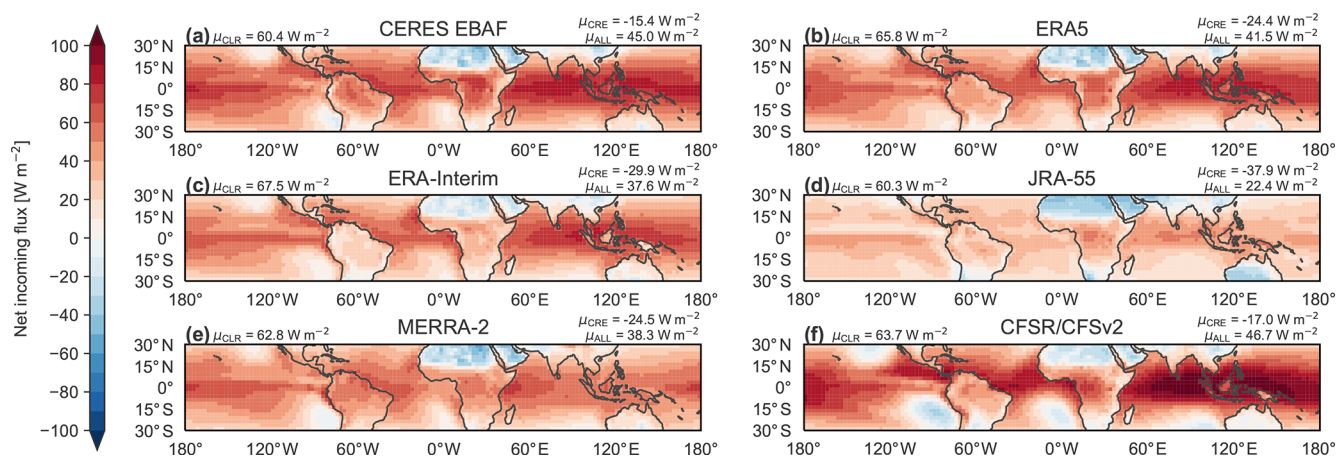 Net incoming flux [W m−2]
100
80
60
40
20
0
−20
−40
−60
−80
−100
(a) μCLR = 60.4 W m−2
CERES EBAF
μCRE = -15.4 W m−2
μALL = 45.0 W m−2
30° N
15° N
0°
15° S
30° S
180° 120°W 60°W 0°W 60°E 120°E 180°
(b) μCLR = 65.8 W m−2
ERA5
μCRE = -24.4 W m−2
μALL = 41.5 W m−2
30° N
15° N
0°
15° S
30° S
180° 120°W 60°W 0°W 60°E 120°E 180°
(c) μCLR = 67.5 W m−2
ERA-Interim
μCRE = -29.9 W m−2
μALL = 37.6 W m−2
30° N
15° N
0°
15° S
30° S
180° 120°W 60°W 0°W 60°E 120°E 180°
(d) μCLR = 60.3 W m−2
JRA-55
μCRE = -37.9 W m−2
μALL = 22.4 W m−2
30° N
15° N
0°
15° S
30° S
180° 120°W 60°W 0°W 60°E 120°E 180°
(e) μCLR = 62.8 W m−2
MERRA-2
μCRE = -24.5 W m−2
μALL = 38.3 W m−2
30° N
15° N
0°
15° S
30° S
180° 120°W 60°W 0°W 60°E 120°E 180°
(f) μCLR = 63.7 W m−2
CFSR/CFSv2
μCRE = -17.0 W m−2
μALL = 46.7 W m−2
30° N
15° N
0°
15° S
30° S
180° 120°W 60°W 0°W 60°E 120°E 180°